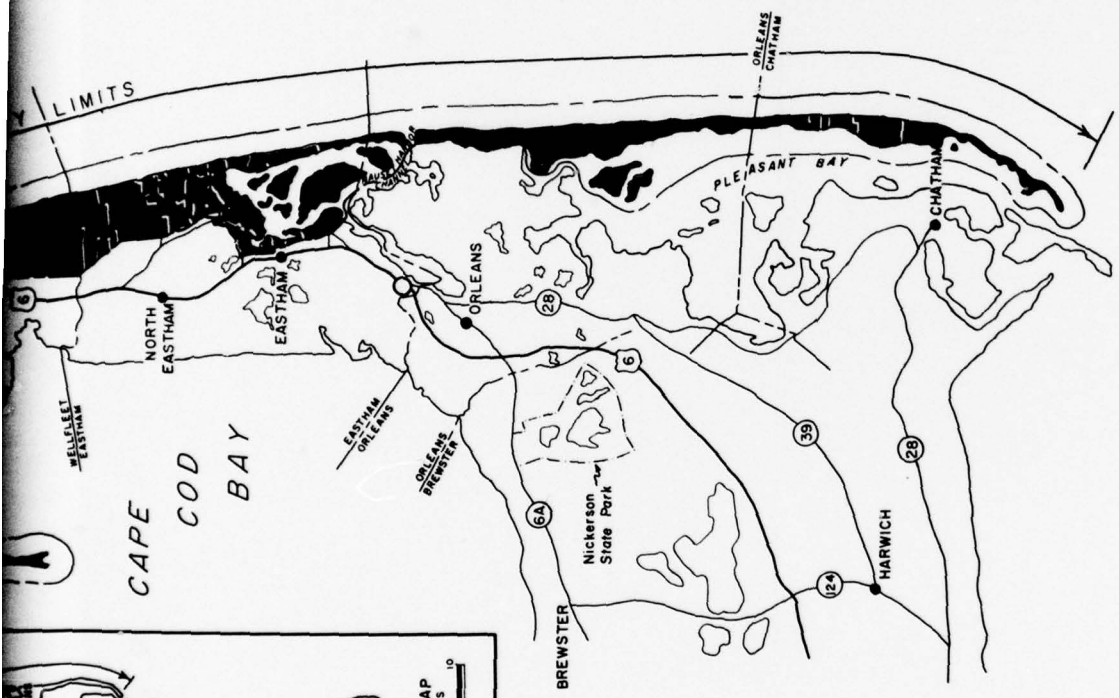 LIMITS
ORLEANS
CHATHAM
PLEASANT BAY
CHATHAM
6
NORTH
EASTHAM
EASTHAM
ORLEANS
28
6
WELLFLEET
EASTHAM
EASTHAM
ORLEANS
ORLEANS
BREWSTER
39
28
CAPE
COD
BAY
6A
Nickerson
State Park
124
HARWICH
BREWSTER
10